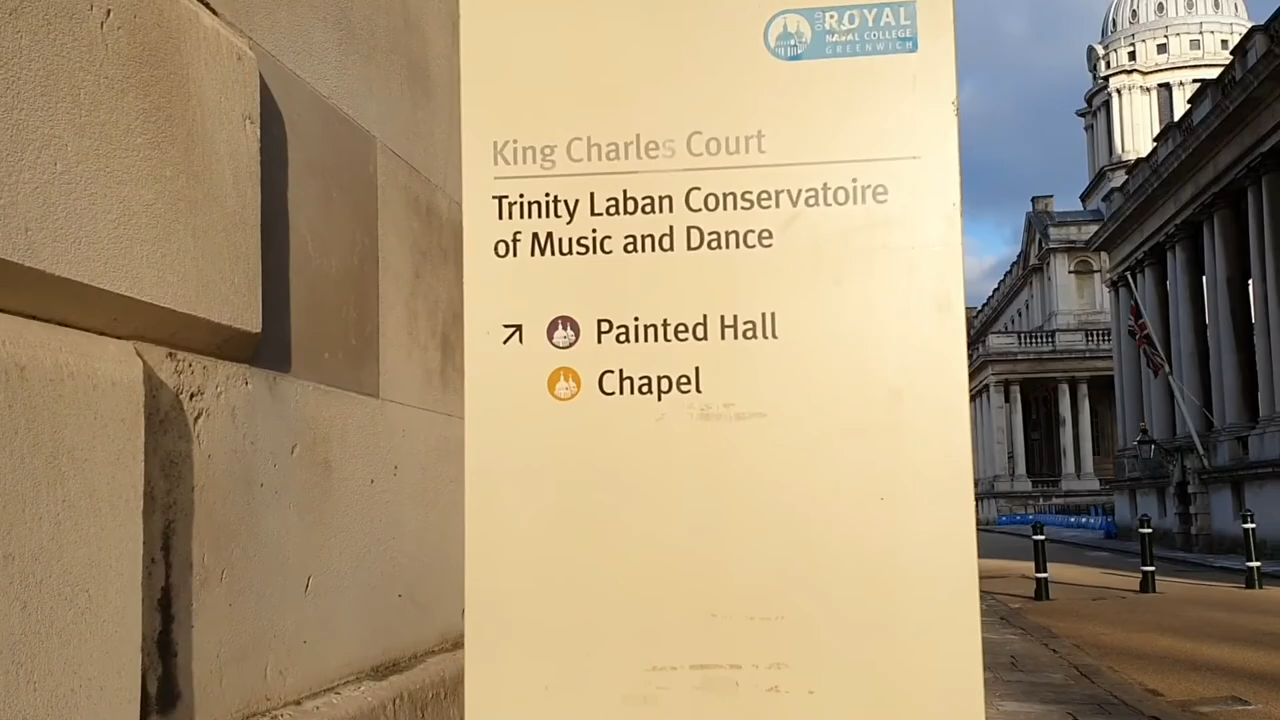 OLD
ROYAL
NAVAL COLLEGE
GREENWICH
King Charles Court
Trinity Laban Conservatoire
of Music and Dance
Painted Hall
Chapel